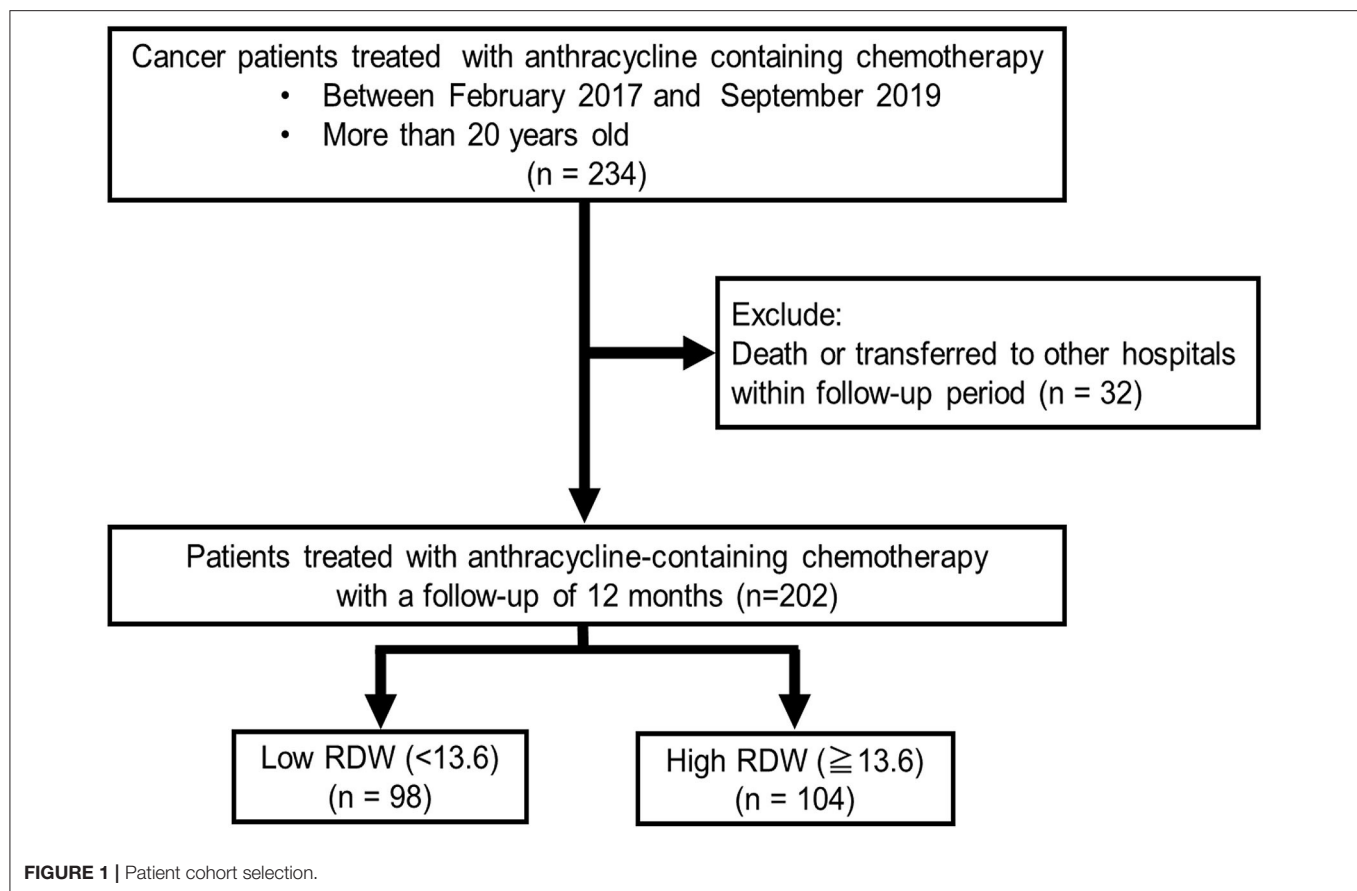 Cancer patients treated with anthracycline containing chemotherapy
• Between February 2017 and September 2019
• More than 20 years old
(n = 234)
Exclude:
Death or transferred to other hospitals
within follow-up period (n = 32)
Patients treated with anthracycline-containing chemotherapy
with a follow-up of 12 months (n=202)
Low RDW (<13.6)
(n = 98)
High RDW (≧13.6)
(n = 104)
FIGURE 1 | Patient cohort selection.